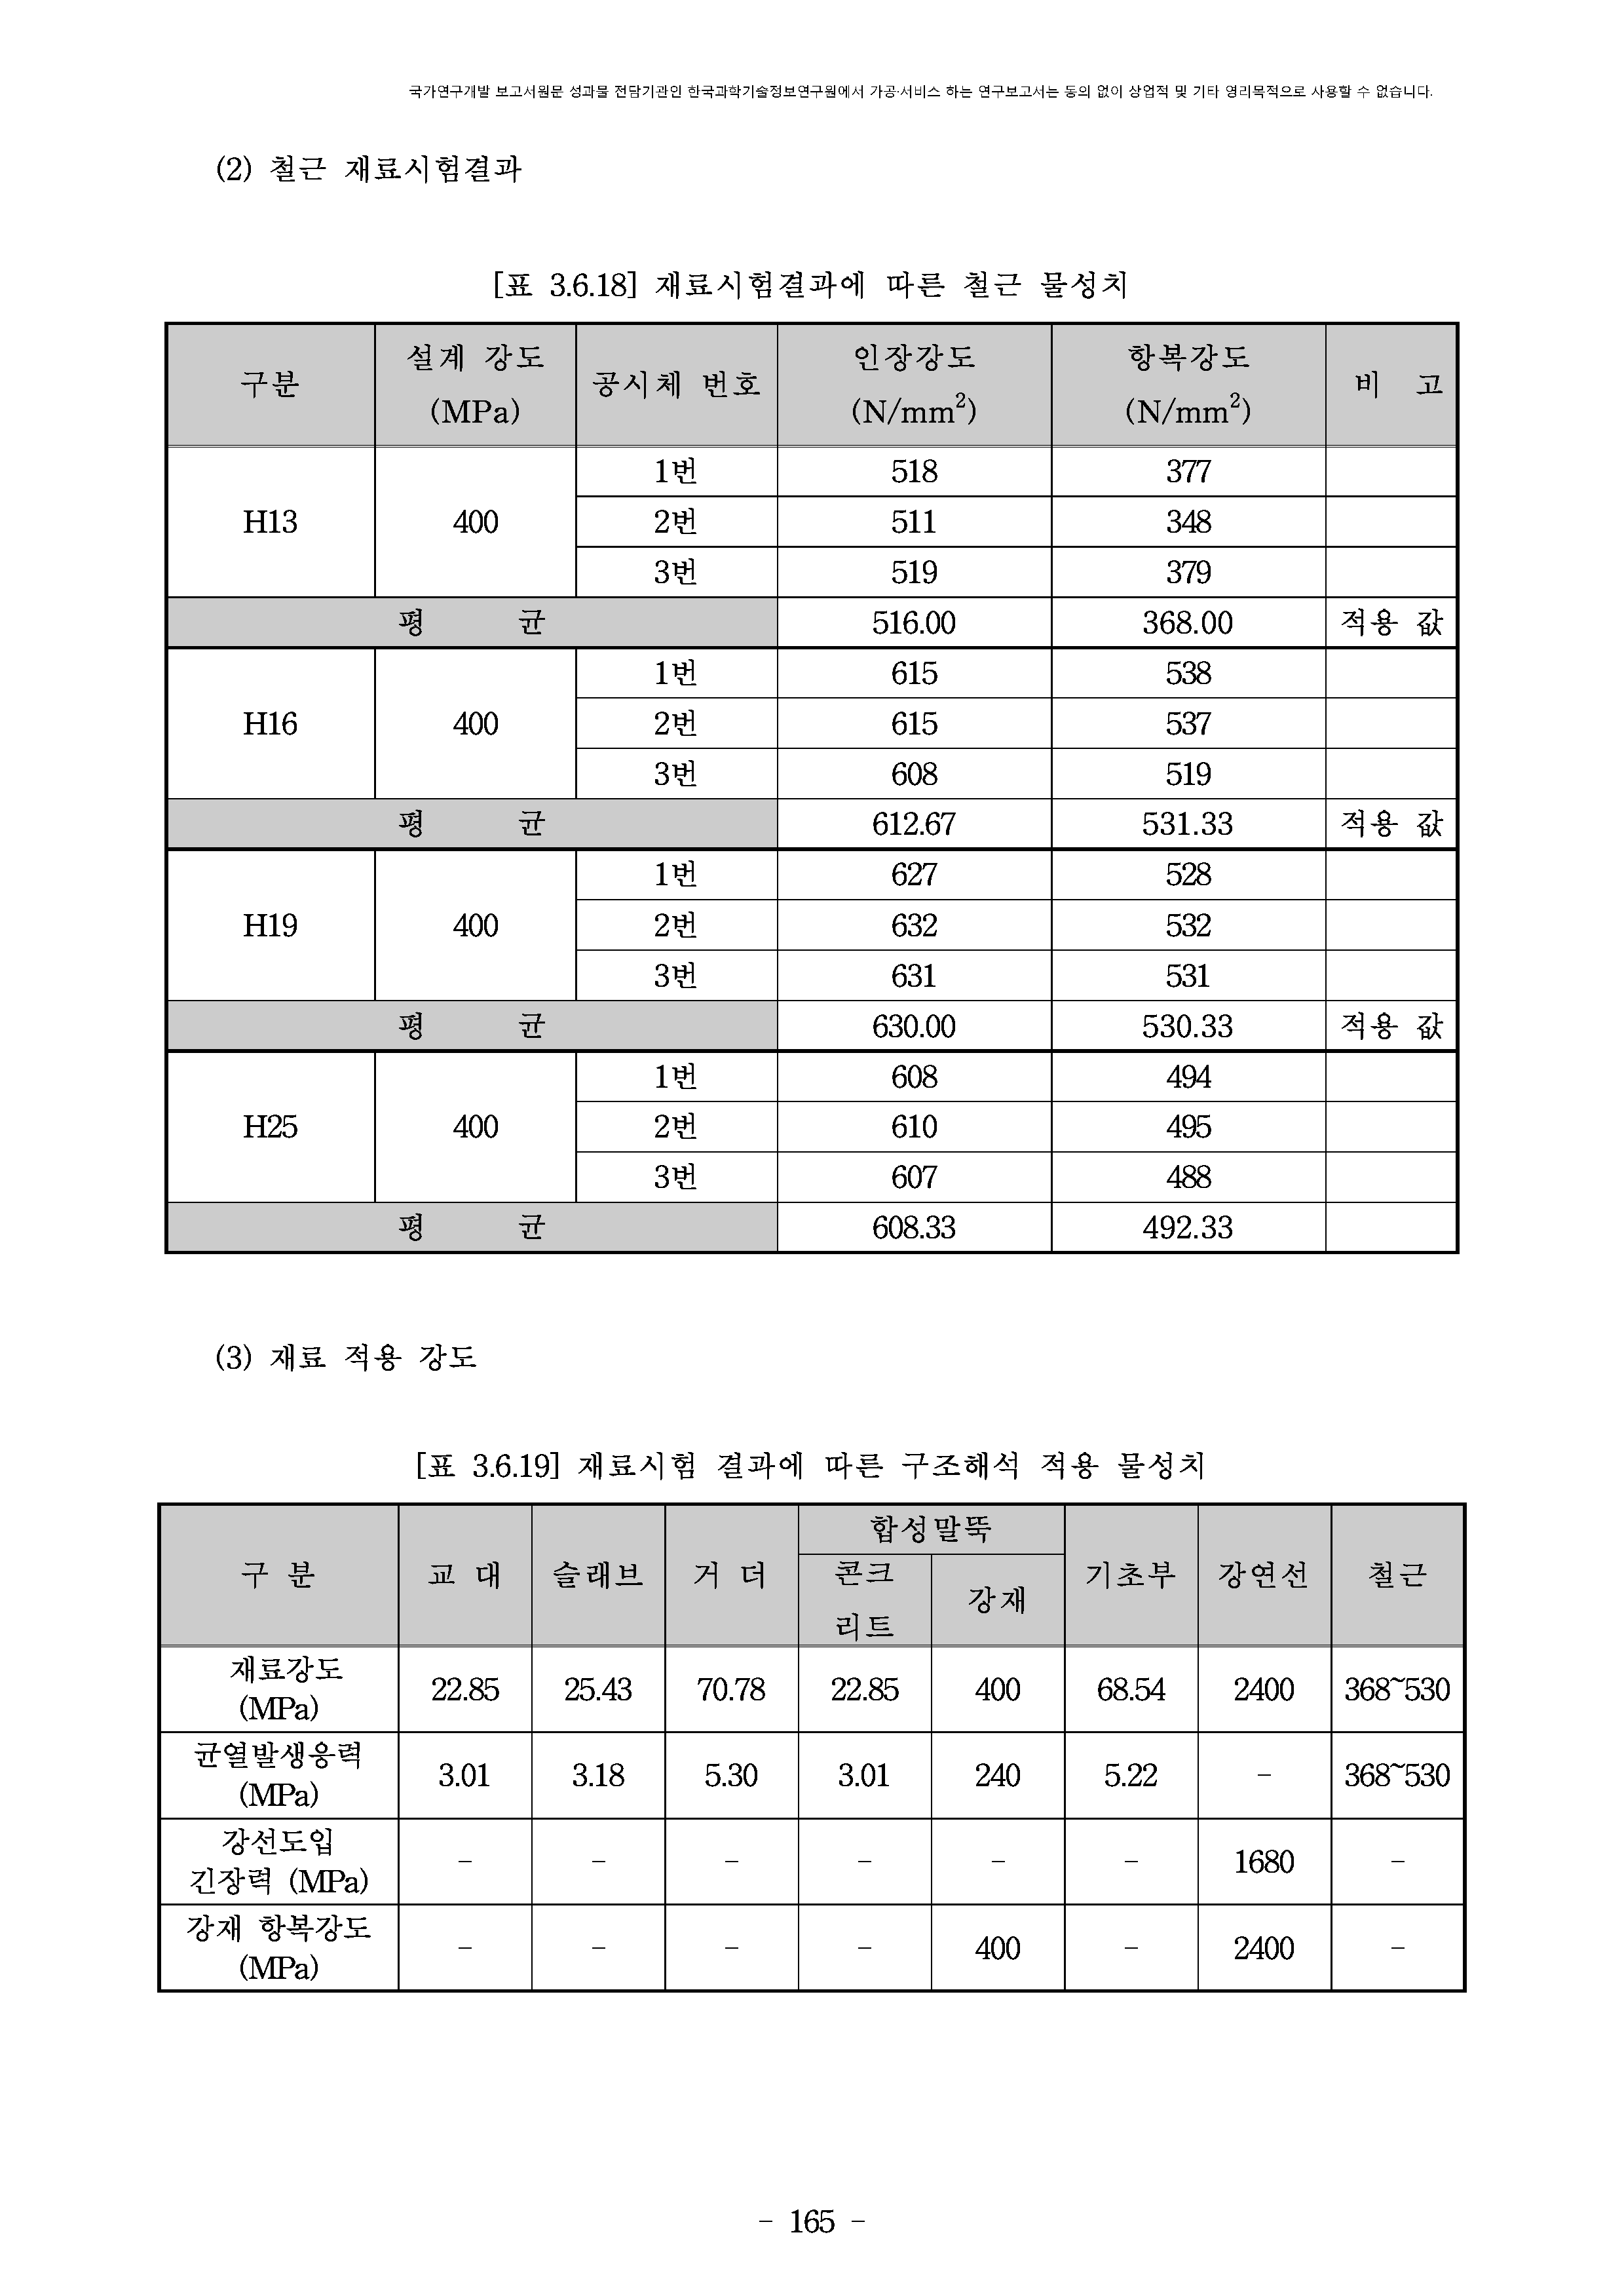 국가연구개발 보고서원문 성과물 전담기관인 한국과학기술정보연구원에서 가공·서비스 하는 연구보고서는 동의 없이 상업적 및 기타 영리목적으로 사용할 수 없습니다.
(2) 철근 재료시험결과
[표 3.6.18] 재료시험결과에 따른 철근 물성치
구분 설계 강도 (MPa) 공시체 번호 인장강도 (N/mm²) 항복강도 (N/mm²) 비 고
H13 400 1번 518 377
2번 511 348
3번 519 379
평 균 516.00 368.00 적용 값
H16 400 1번 615 538
2번 615 537
3번 608 519
평 균 612.67 531.33 적용 값
H19 400 1번 627 528
2번 632 532
3번 631 531
평 균 630.00 530.33 적용 값
H25 400 1번 608 494
2번 610 495
3번 607 488
평 균 608.33 492.33
(3) 재료 적용 강도
[표 3.6.19] 재료시험 결과에 따른 구조해석 적용 물성치
구 분 교 대 슬래브 거 더 합성말뚝 기초부 강연선 철근
콘크리트 강재
재료강도 (MPa) 22.85 25.43 70.78 22.85 400 68.54 2400 368~530
균열발생응력 (MPa) 3.01 3.18 5.30 3.01 240 5.22 - 368~530
강선도입 긴장력 (MPa) - - - - - - 1680 -
강재 항복강도 (MPa) - - - - 400 - 2400 -
- 165 -